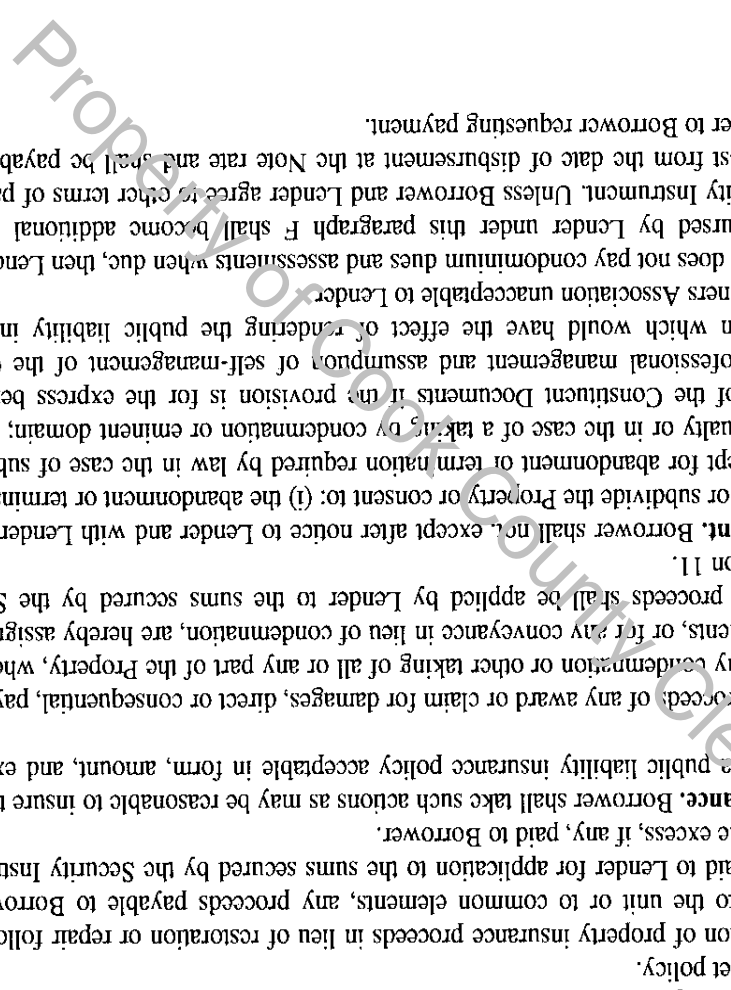 et policy.
on of property insurance proceeds in lieu of restoration or repair follo
to the unit or to common elements, any proceeds payable to Borrow
aid to Lender for application to the sums secured by the Security Inst
e excess, if any, paid to Borrower.
ance. Borrower shall take such actions as may be reasonable to insure t
a public liability insurance policy acceptable in form, amount, and ex
roceeds of any award or claim for damages, direct or consequential, pay
ny condemnation or other taking of all or any part of the Property, whe
ents, or for any conveyance in lieu of condemnation, are hereby assig
proceeds shall be applied by Lender to the sums secured by the S
on 11.
nt. Borrower shall not, except after notice to Lender and with Lender
or subdivide the Property or consent to: (i) the abandonment or termin
ept for abandonment or termination required by law in the case of sub
ualty or in the case of a taking by condemnation or eminent domain;
of the Constituent Documents if the provision is for the express be
ofessional management and assumption of self-management of the
n which would have the effect of rendering the public liability in
ners Association unacceptable to Lender
does not pay condominium dues and assessments when due, then Lend
ursed by Lender under this paragraph F shall become additional
ity Instrument. Unless Borrower and Lender agree to other terms of pa
st from the date of disbursement at the Note rate and shall be payab
er to Borrower requesting payment.
Property of Cook County Cle